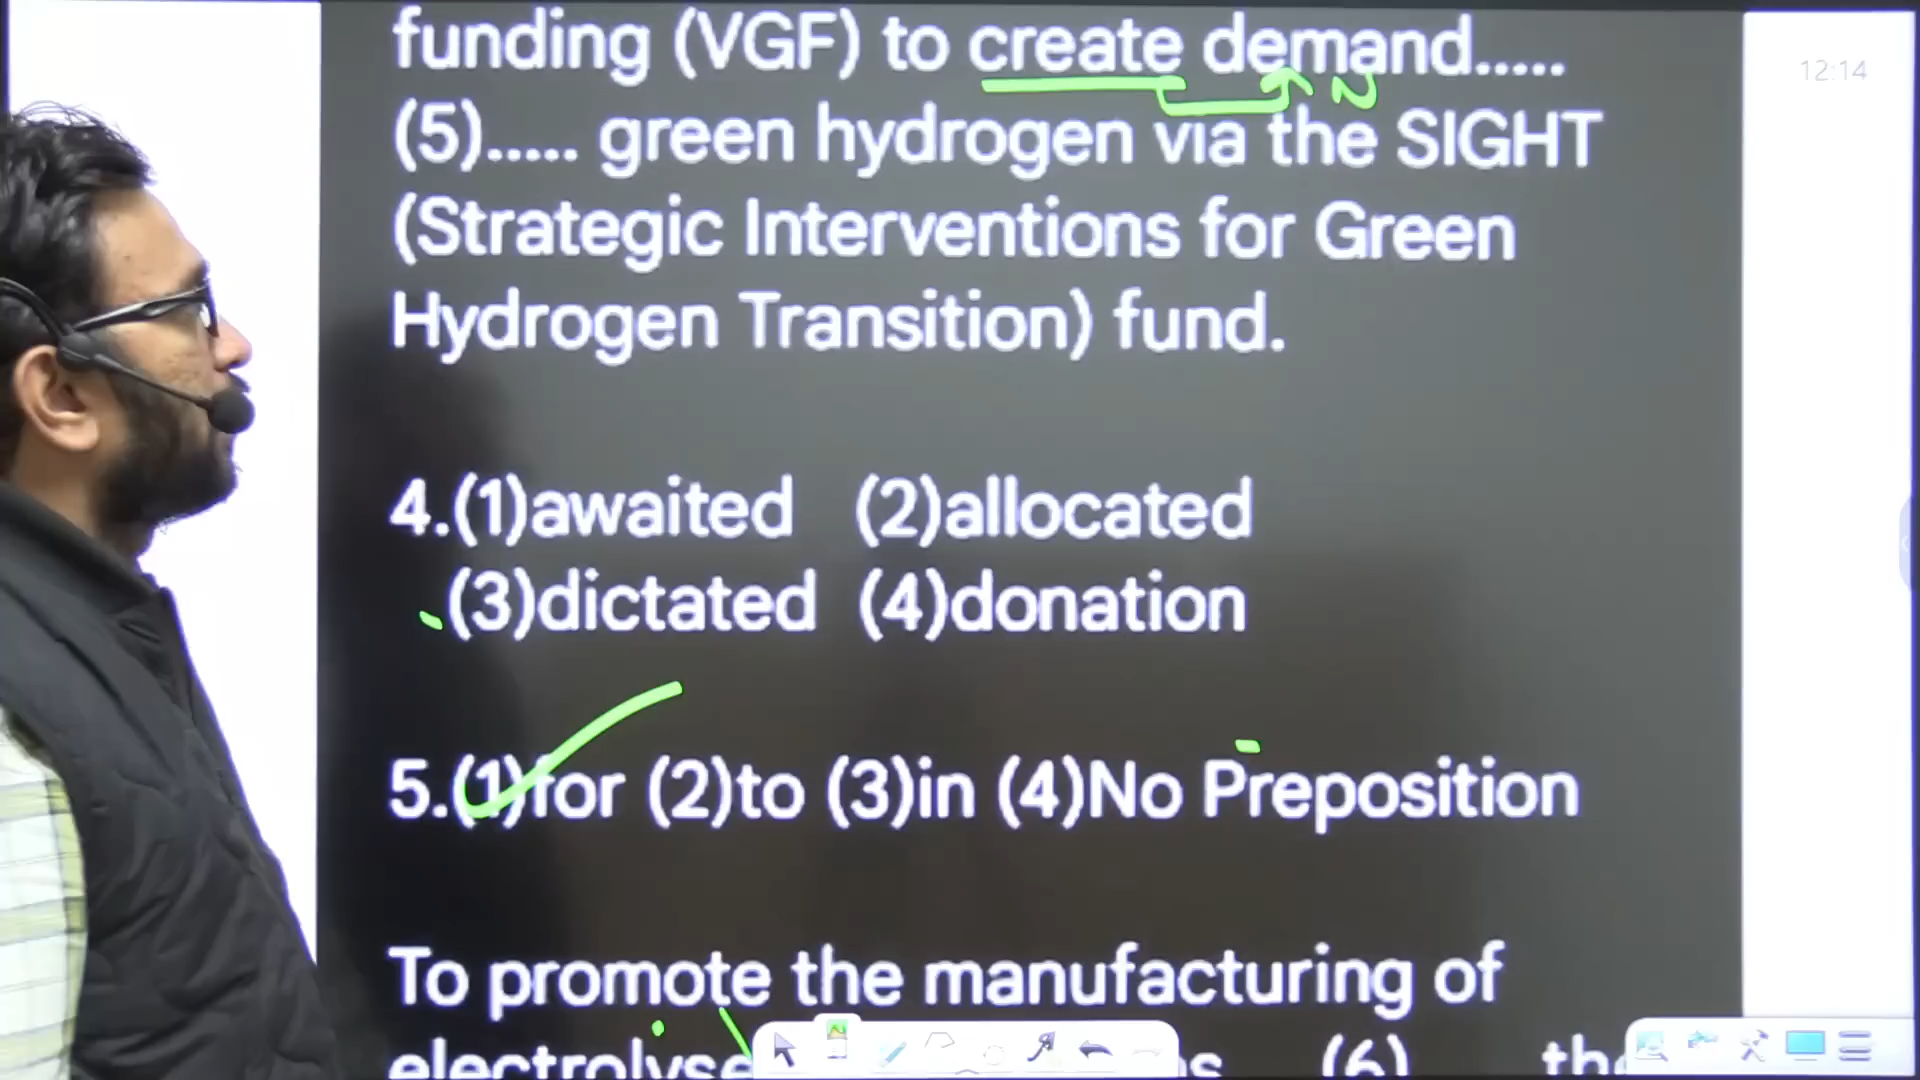 funding (VGF) to create demand.....
N
12:14
(5)..... green hydrogen via the SIGHT
(Strategic Interventions for Green
Hydrogen Transition) fund.
4.(1)awaited (2)allocated
(3)dictated (4)donation
5.(1)for (2)to (3)in (4)No Preposition
To promote the manufacturing of
(6)